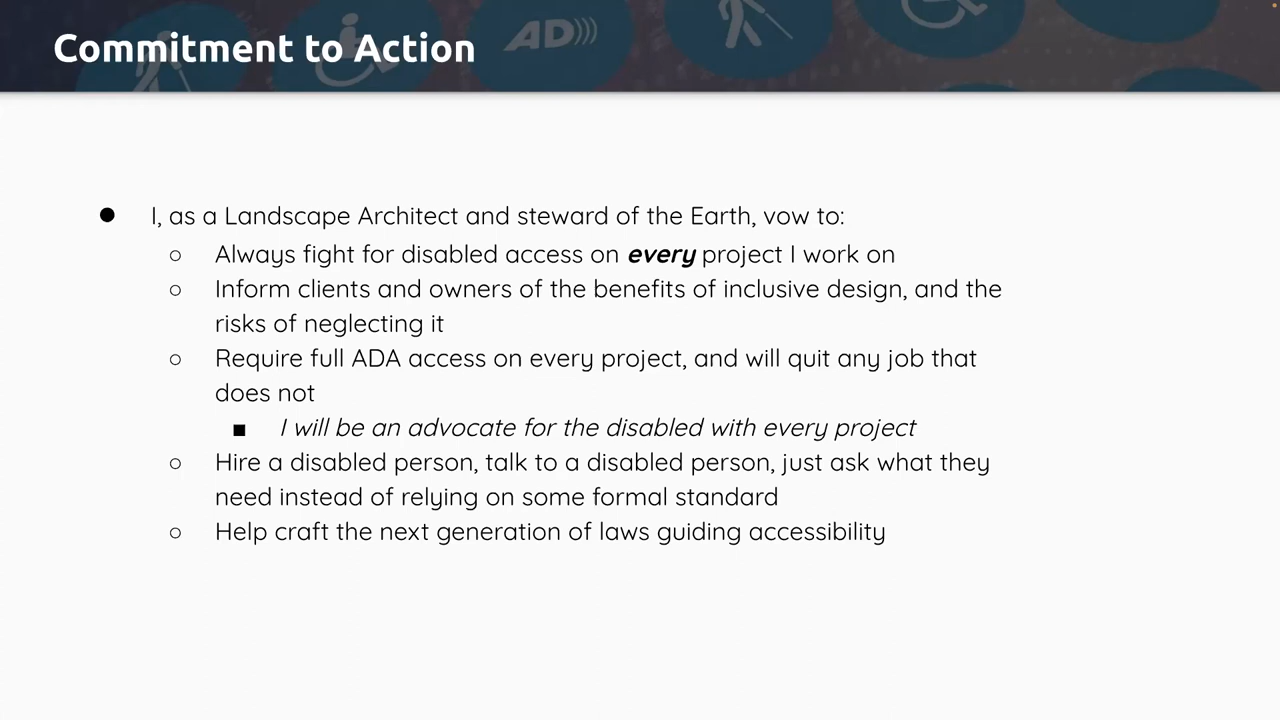 Commitment to Action
AD)))
● I, as a Landscape Architect and steward of the Earth, vow to:
○ Always fight for disabled access on every project I work on
○ Inform clients and owners of the benefits of inclusive design, and the
risks of neglecting it
○ Require full ADA access on every project, and will quit any job that
does not
■ I will be an advocate for the disabled with every project
○ Hire a disabled person, talk to a disabled person, just ask what they
need instead of relying on some formal standard
○ Help craft the next generation of laws guiding accessibility